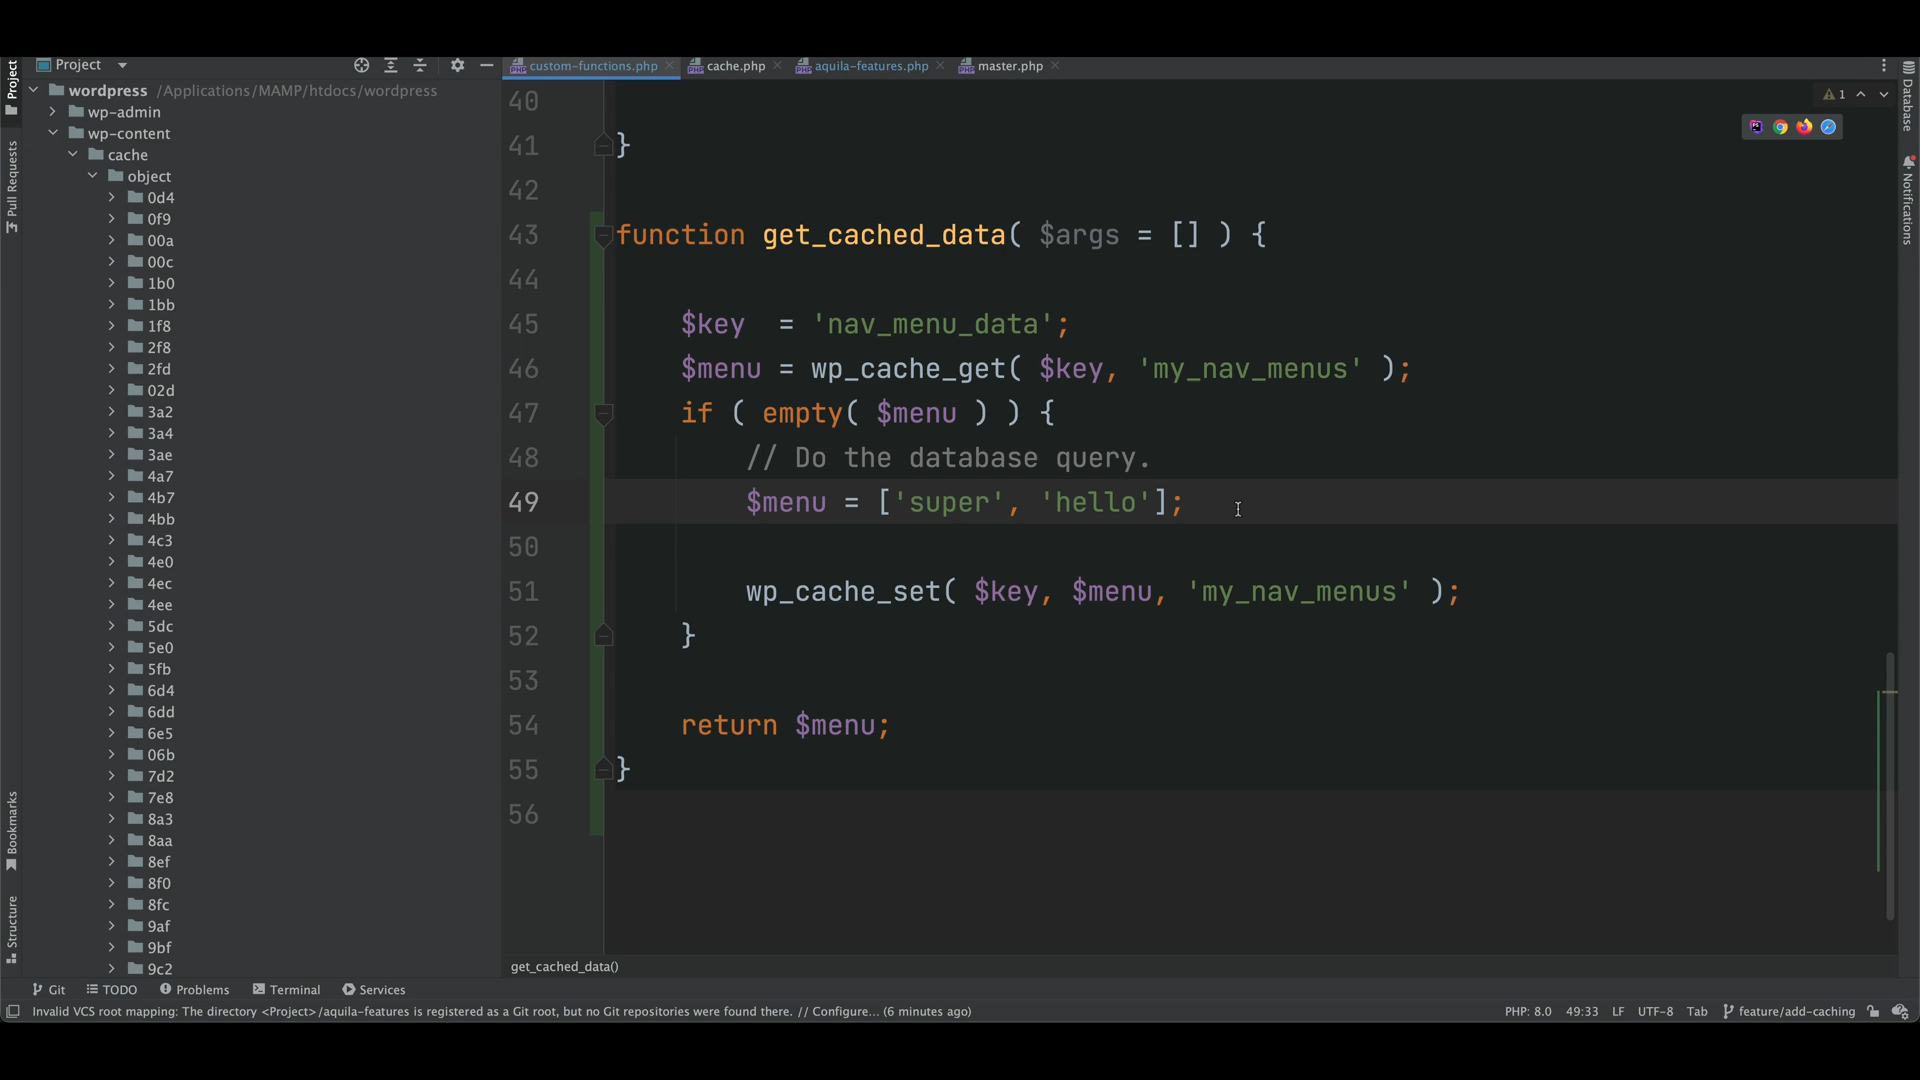 Project
custom-functions.php
cache.php
aquila-features.php
master.php
Project
Pull Requests
Bookmarks
Structure
wordpress /Applications/MAMP/htdocs/wordpress
wp-admin
wp-content
cache
object
0d4
0f9
00a
00c
1b0
1bb
1f8
2f8
2fd
02d
3a2
3a4
3ae
4a7
4b7
4bb
4c3
4e0
4ec
4ee
5dc
5e0
5fb
6d4
6dd
6e5
06b
7d2
7e8
8a3
8aa
8ef
8f0
8fc
9af
9bf
9c2
1
40
41 }
42
43 function get_cached_data( $args = [] ) {
44
45 $key = 'nav_menu_data';
46 $menu = wp_cache_get( $key, 'my_nav_menus' );
47 if ( empty( $menu ) ) {
48 // Do the database query.
49 $menu = ['super', 'hello'];
50
51 wp_cache_set( $key, $menu, 'my_nav_menus' );
52 }
53
54 return $menu;
55 }
56
Database
Notifications
get_cached_data()
Git TODO Problems Terminal Services
Invalid VCS root mapping: The directory <Project>/aquila-features is registered as a Git root, but no Git repositories were found there. // Configure... (6 minutes ago)
PHP: 8.0 49:33 LF UTF-8 Tab feature/add-caching